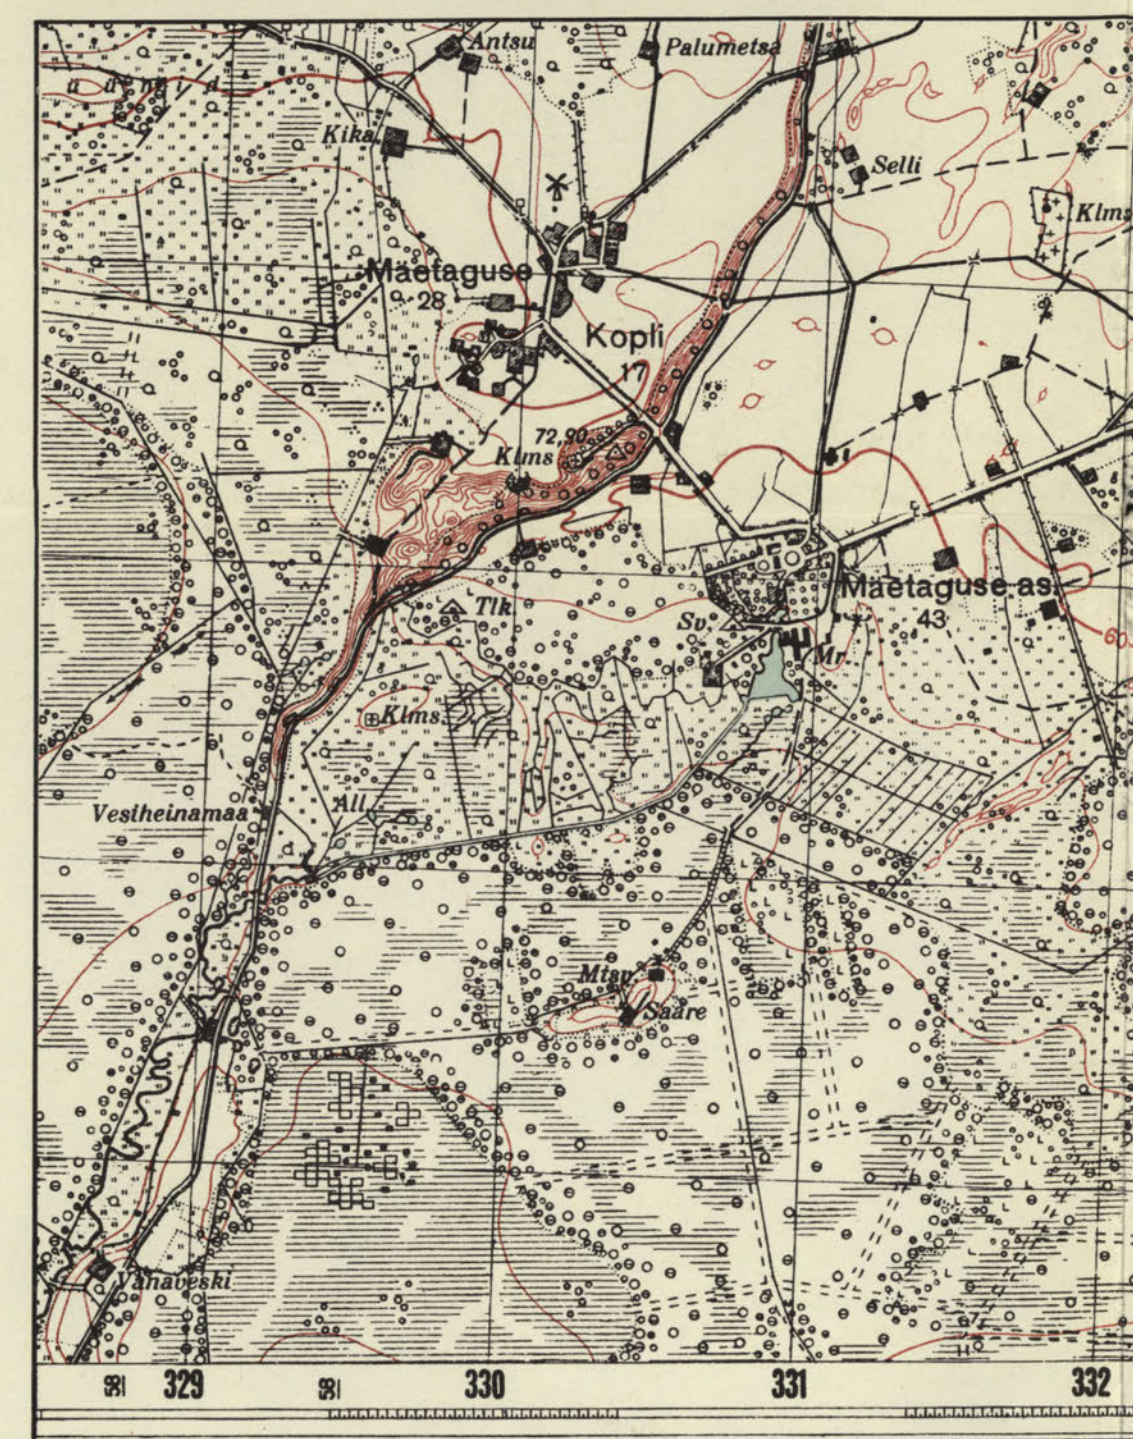 Antsu
Palumetsa
Kika
Selli
Klms
Mäetaguse
28
Kopli
17
72,90
Klms
Mäetaguse as.
43
Tlk.
Sv.
Mr.
60
Klms.
All.
Vestheinamaa
Mtsv.
Saare
Vanaveski
329
330
331
332